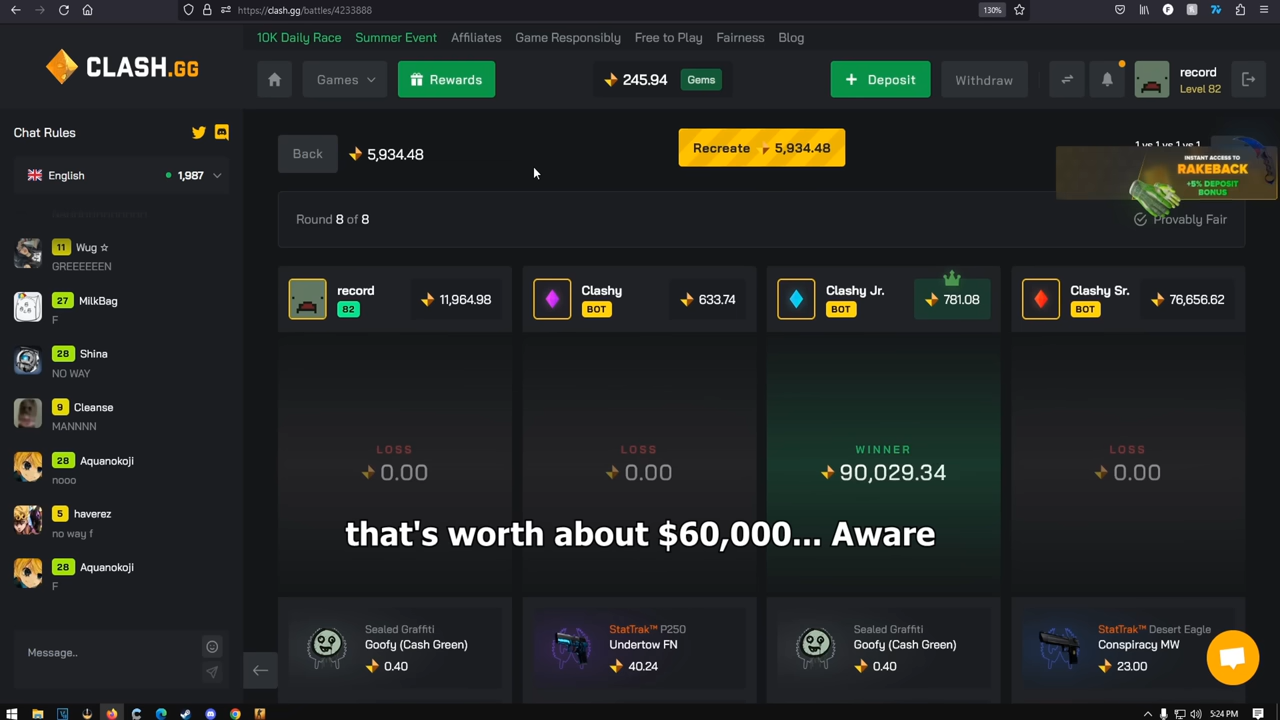 https://clash.gg/battles/4233888
130%
CLASH.GG
10K Daily Race
Summer Event
Affiliates
Game Responsibly
Free to Play
Fairness
Blog
Games
Rewards
245.94
Gems
+ Deposit
Withdraw
record
Level 82
Chat Rules
English
1,987
11 Wug ☆
GREEEEEEN
27 MilkBag
F
28 Shina
NO WAY
9 Cleanse
MANNNN
28 Aquanokoji
nooo
5 haverez
no way f
28 Aquanokoji
F
Message..
Back
5,934.48
Recreate 5,934.48
1 vs 1 vs 1 vs 1
INSTANT ACCESS TO
RAKEBACK
+5% DEPOSIT
BONUS
Round 8 of 8
Provably Fair
record
82
11,964.98
Clashy
BOT
633.74
Clashy Jr.
BOT
781.08
Clashy Sr.
BOT
76,656.62
LOSS
0.00
LOSS
0.00
WINNER
90,029.34
LOSS
0.00
that's worth about $60,000... Aware
Sealed Graffiti
Goofy (Cash Green)
0.40
StatTrak™ P250
Undertow FN
40.24
Sealed Graffiti
Goofy (Cash Green)
0.40
StatTrak™ Desert Eagle
Conspiracy MW
23.00
5:24 PM